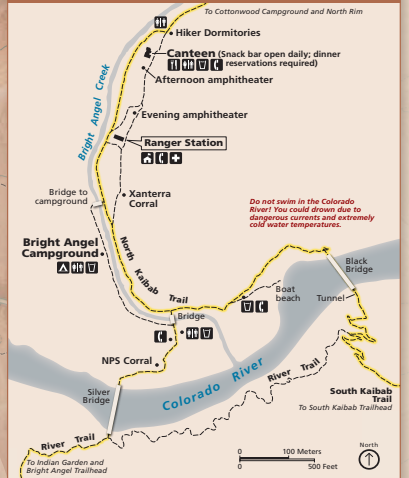 To Cottonwood Campground and North Rim
Hiker Dormitories
Canteen (Snack bar open daily; dinner
reservations required)
Afternoon amphitheater
Bright Angel Creek
Evening amphitheater
Ranger Station
Bridge to
campground
Xanterra
Corral
Do not swim in the Colorado
River! You could drown due to
dangerous currents and extremely
cold water temperatures.
Bright Angel
Campground
North Kaibab Trail
Black
Bridge
Boat
beach
Tunnel
Bridge
NPS Corral
Silver
Bridge
Colorado River
River Trail
South Kaibab
Trail
To South Kaibab Trailhead
River Trail
To Indian Garden and
Bright Angel Trailhead
0 100 Meters
0 500 Feet
North